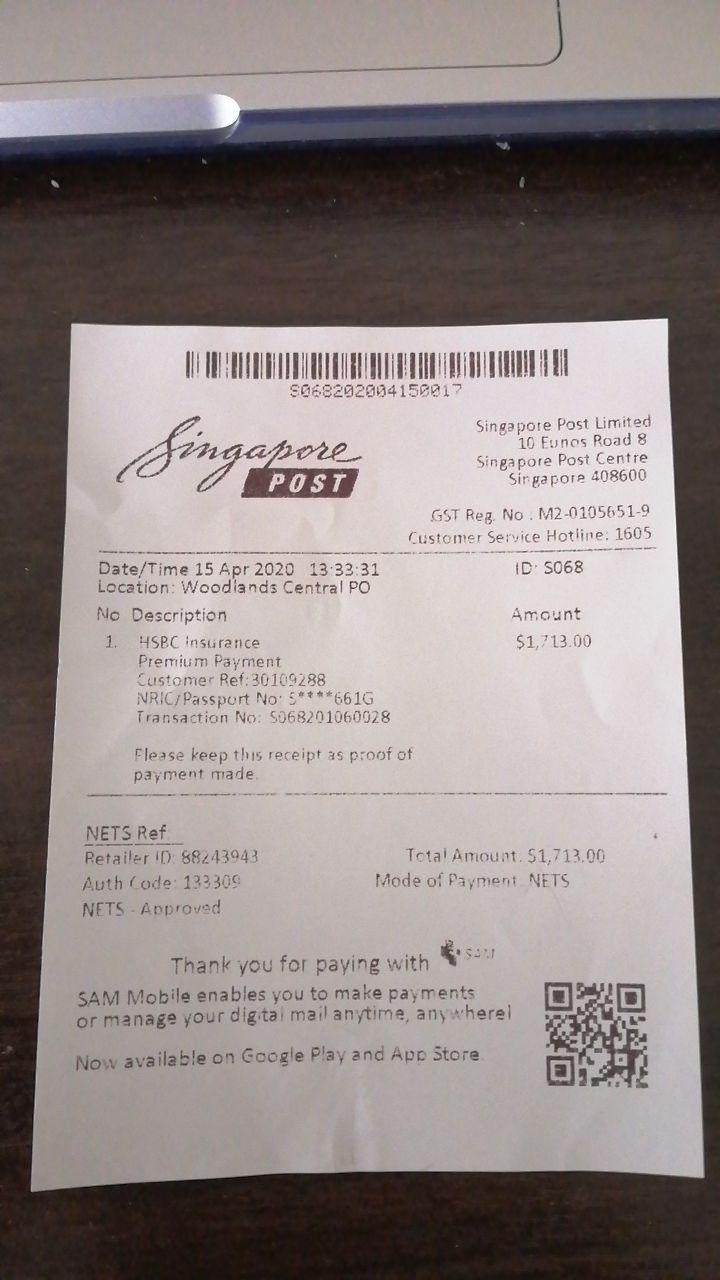 S068202004150017
Singapore
POST
Singapore Post Limited
10 Eunos Road 8
Singapore Post Centre
Singapore 408600
GST Reg. No : M2-0105651-9
Customer Service Hotline: 1605
Date/Time 15 Apr 2020 13:33:31 ID: S068
Location: Woodlands Central PO
No Description Amount
1. HSBC Insurance $1,713.00
Premium Payment
Customer Ref:30109288
NRIC/Passport No: S****661G
Transaction No: S068201060028
Please keep this receipt as proof of
payment made.
NETS Ref
Retailer ID: 88243943 Total Amount: $1,713.00
Auth Code: 133309 Mode of Payment: NETS
NETS - Approved
Thank you for paying with SAM
SAM Mobile enables you to make payments
or manage your digital mail anytime, anywhere!
Now available on Google Play and App Store.